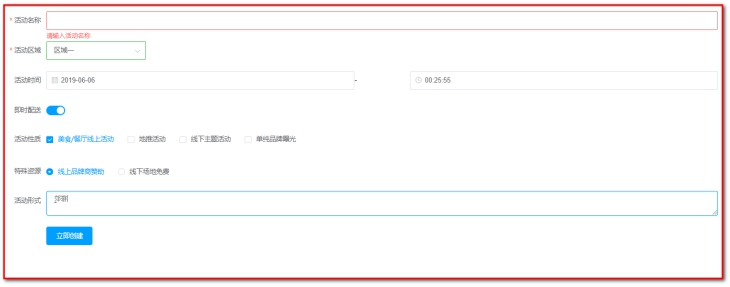 * 活动名称
请输入活动名称
* 活动区域 区域一
活动时间 2019-06-06 - 00:25:55
即时配送
活动性质 美食/餐厅线上活动 地推活动 线下主题活动 单纯品牌曝光
特殊资源 线上品牌商赞助 线下场地免费
活动形式
立即创建